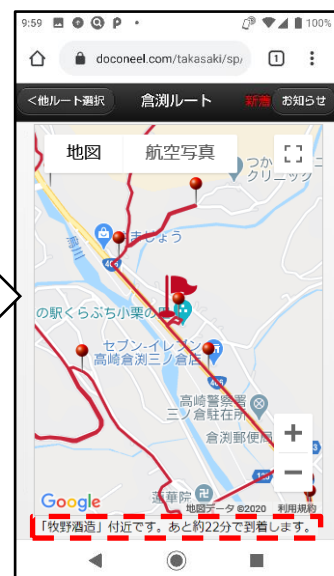 9:59
100%
doconeel.com/takasaki/sp/
1
<他ルート選択
倉渕ルート
新着
お知らせ
地図
航空写真
つか
クリニック
まじょう
烏川
406
の駅くらぶち小栗の
セブン-イレブン
高崎倉渕三ノ倉店
406
高崎警察署
三ノ倉駐在所
倉渕郵便局
蓮華院
Google
地図データ ©2020
利用規約
「牧野酒造」付近です。あと約22分で到着します。